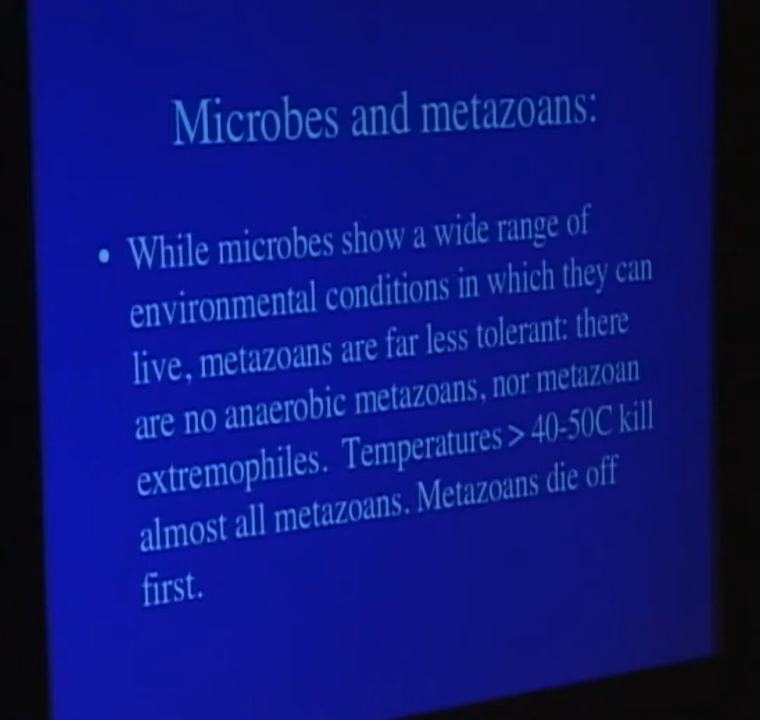 Microbes and metazoans:
• While microbes show a wide range of
environmental conditions in which they can
live, metazoans are far less tolerant: there
are no anaerobic metazoans, nor metazoan
extremophiles. Temperatures > 40-50C kill
almost all metazoans. Metazoans die off
first.